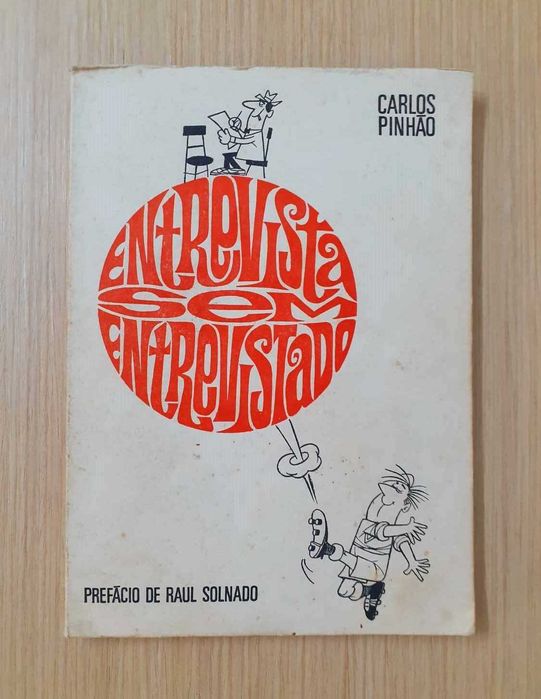 CARLOS
PINHÃO
ENtReVista
sem
ENtReVistado
PREFÁCIO DE RAUL SOLNADO